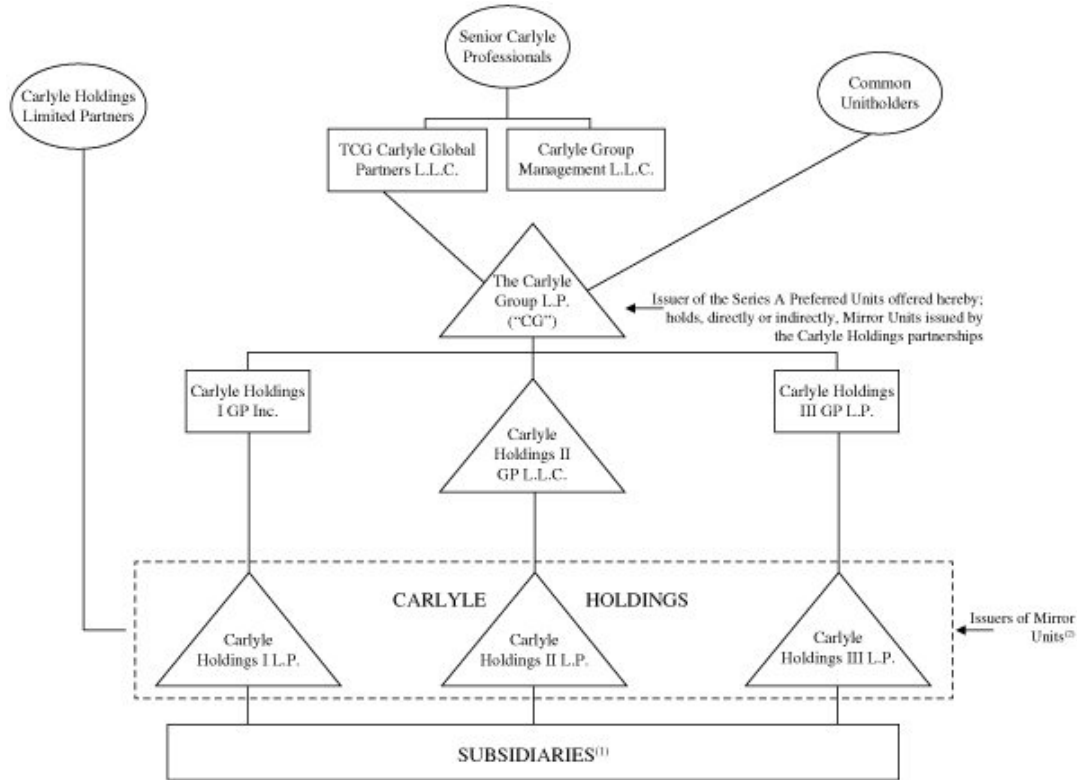 Senior Carlyle
Professionals
Carlyle Holdings
Limited Partners
Common
Unitholders
TCG Carlyle Global
Partners L.L.C.
Carlyle Group
Management L.L.C.
The Carlyle
Group L.P.
(“CG”)
Issuer of the Series A Preferred Units offered hereby;
holds, directly or indirectly, Mirror Units issued by
the Carlyle Holdings partnerships
Carlyle Holdings
I GP Inc.
Carlyle
Holdings II
GP L.L.C.
Carlyle Holdings
III GP L.P.
CARLYLE HOLDINGS
Carlyle
Holdings I L.P.
Carlyle
Holdings II L.P.
Carlyle
Holdings III L.P.
Issuers of Mirror
Units(2)
SUBSIDIARIES(1)